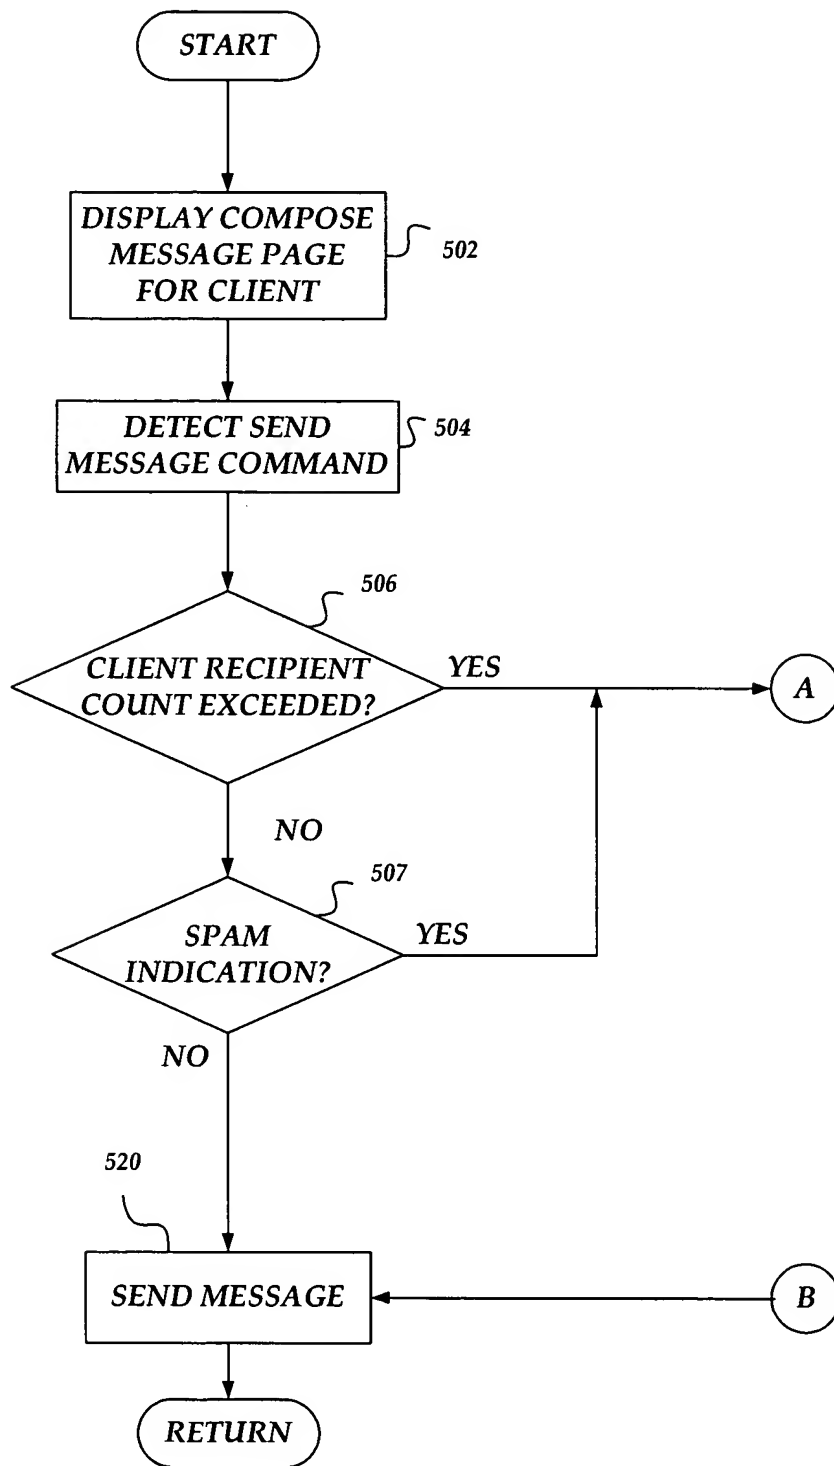 START
DISPLAY COMPOSE
MESSAGE PAGE
FOR CLIENT
502
DETECT SEND
MESSAGE COMMAND
504
506
CLIENT RECIPIENT
COUNT EXCEEDED?
YES
A
NO
507
SPAM
INDICATION?
YES
NO
520
SEND MESSAGE
B
RETURN